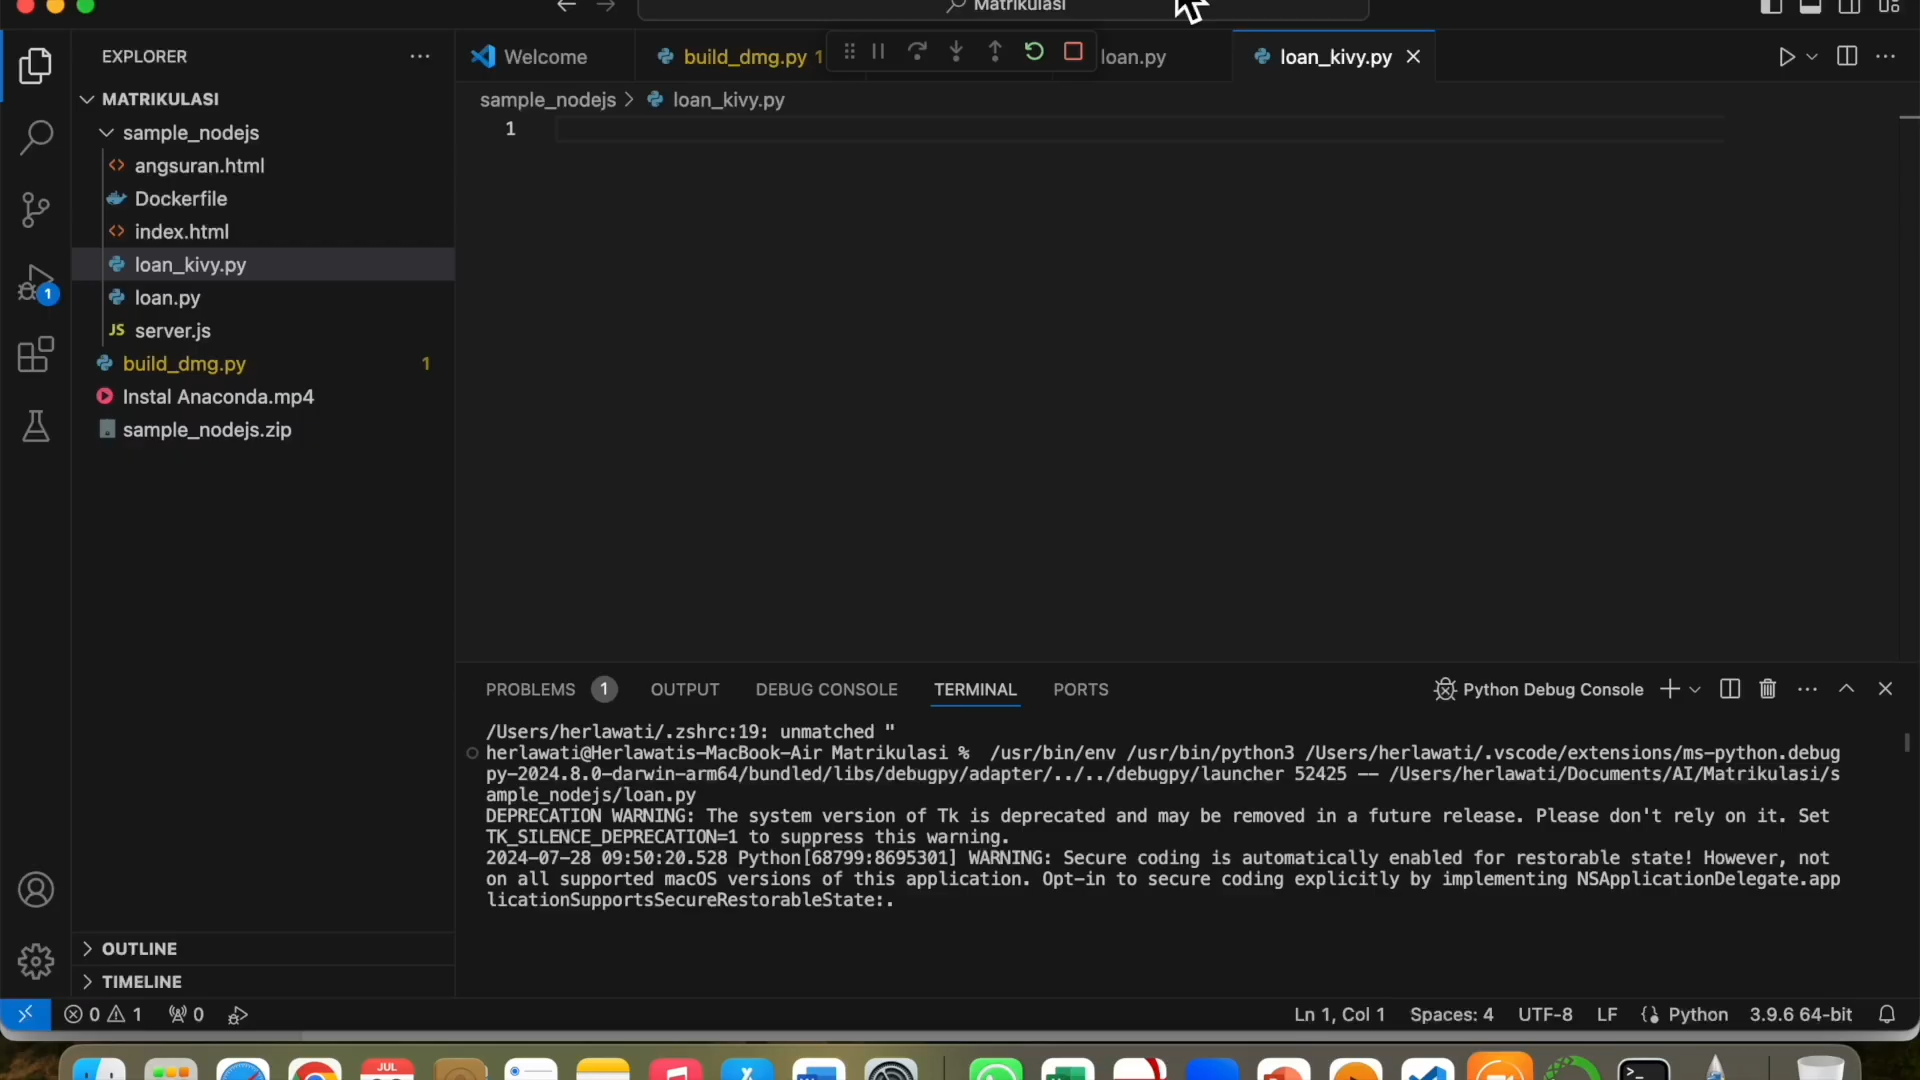 Matrikulasi
EXPLORER
MATRIKULASI
sample_nodejs
angsuran.html
Dockerfile
index.html
loan_kivy.py
loan.py
JS server.js
build_dmg.py 1
Instal Anaconda.mp4
sample_nodejs.zip
1
OUTLINE
TIMELINE
Welcome
build_dmg.py 1
loan.py
loan_kivy.py
sample_nodejs > loan_kivy.py
1
PROBLEMS 1 OUTPUT DEBUG CONSOLE TERMINAL PORTS
Python Debug Console
/Users/herlawati/.zshrc:19: unmatched "
herlawati@Herlawatis-MacBook-Air Matrikulasi % /usr/bin/env /usr/bin/python3 /Users/herlawati/.vscode/extensions/ms-python.debug
py-2024.8.0-darwin-arm64/bundled/libs/debugpy/adapter/../../debugpy/launcher 52425 -- /Users/herlawati/Documents/AI/Matrikulasi/s
ample_nodejs/loan.py
DEPRECATION WARNING: The system version of Tk is deprecated and may be removed in a future release. Please don't rely on it. Set
TK_SILENCE_DEPRECATION=1 to suppress this warning.
2024-07-28 09:50:20.528 Python[68799:8695301] WARNING: Secure coding is automatically enabled for restorable state! However, not
on all supported macOS versions of this application. Opt-in to secure coding explicitly by implementing NSApplicationDelegate.app
licationSupportsSecureRestorableState:.
0 1 0
Ln 1, Col 1 Spaces: 4 UTF-8 LF Python 3.9.6 64-bit
JUL